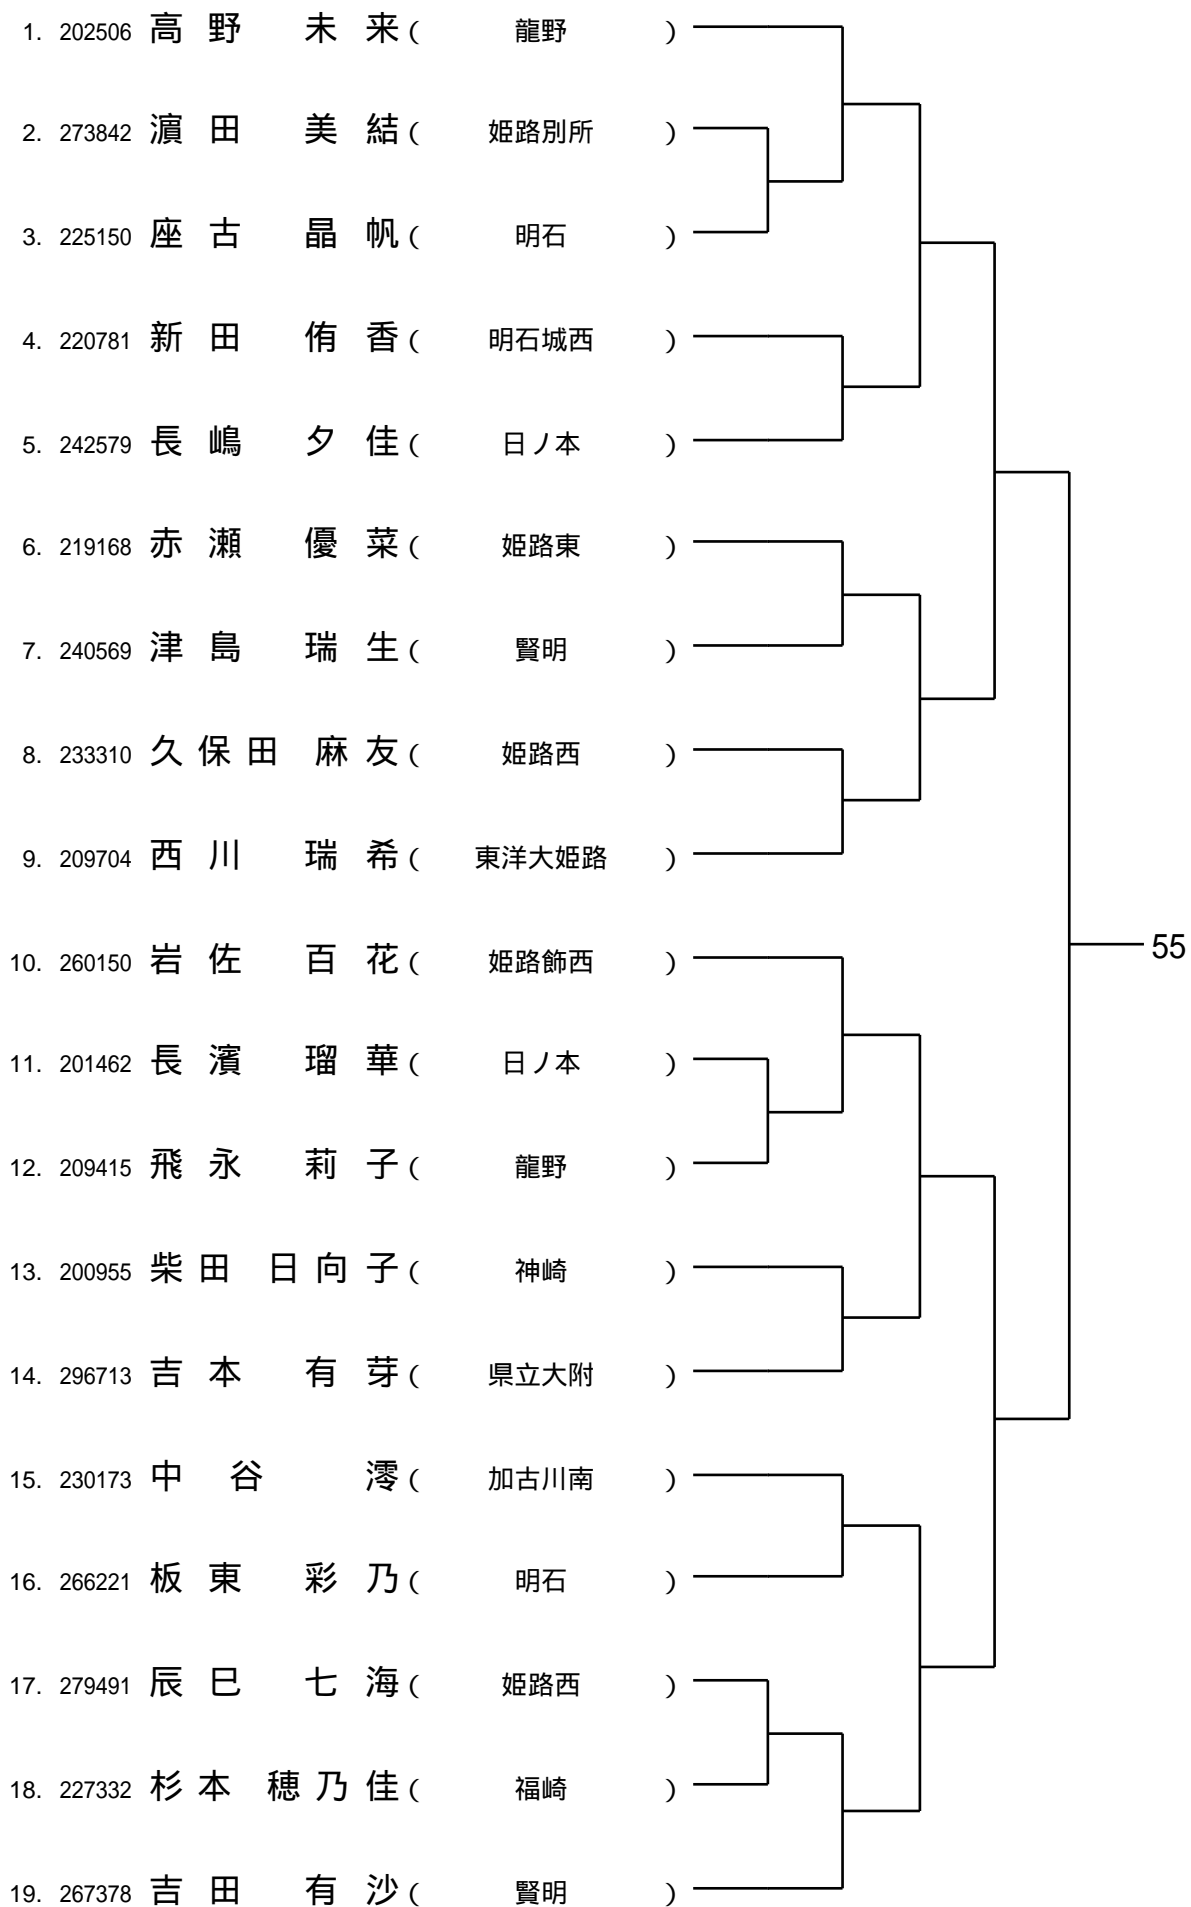 1. 202506 高野 未来( 龍野 )
2. 273842 濵田 美結( 姫路別所 )
3. 225150 座古 晶帆( 明石 )
4. 220781 新田 侑香( 明石城西 )
5. 242579 長嶋 夕佳( 日ノ本 )
6. 219168 赤瀬 優菜( 姫路東 )
7. 240569 津島 瑞生( 賢明 )
8. 233310 久保田 麻友( 姫路西 )
9. 209704 西川 瑞希( 東洋大姫路 )
55
10. 260150 岩佐 百花( 姫路飾西 )
11. 201462 長濱 瑠華( 日ノ本 )
12. 209415 飛永 莉子( 龍野 )
13. 200955 柴田 日向子( 神崎 )
14. 296713 吉本 有芽( 県立大附 )
15. 230173 中谷 澪( 加古川南 )
16. 266221 板東 彩乃( 明石 )
17. 279491 辰巳 七海( 姫路西 )
18. 227332 杉本 穂乃佳( 福崎 )
19. 267378 吉田 有沙( 賢明 )